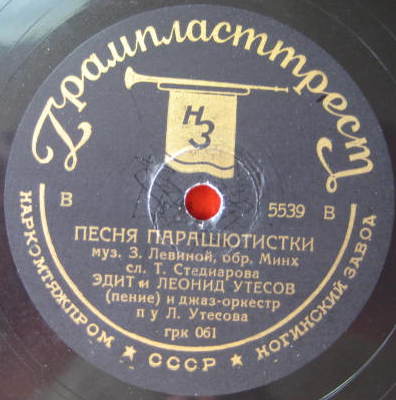 Грампласттрест
НЗ
В 5539 В
ПЕСНЯ ПАРАШЮТИСТКИ
муз. З. Левиной, обр. Минх
сл. Т. Стедиарова
ЭДИТ и ЛЕОНИД УТЕСОВ
(пение) и джаз-оркестр
п у Л. Утесова
грк 061
НАРКОМТЯЖПРОМ ★ СССР ★ НОГИНСКИЙ ЗАВОД